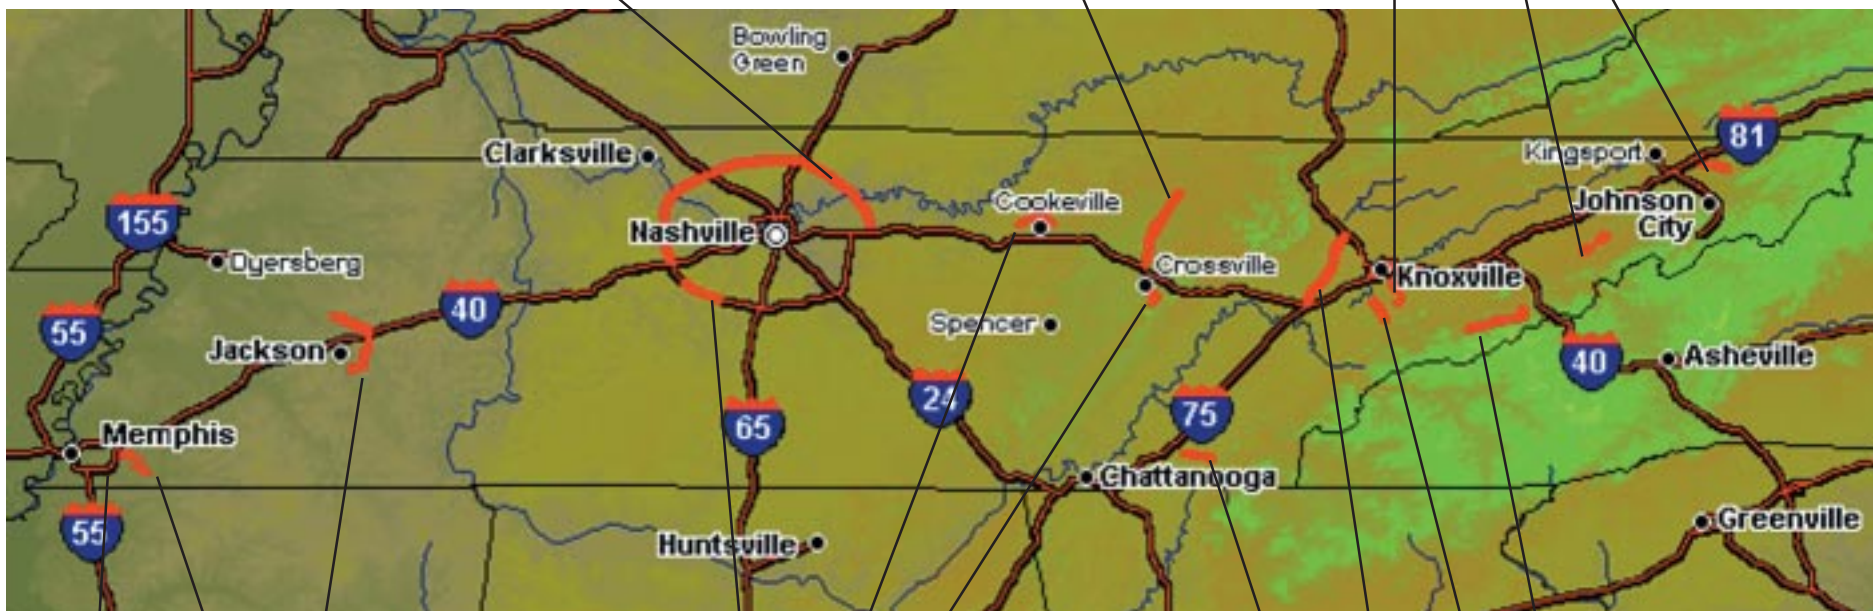 Bowling
Green
81
Clarksville
Kingsport
155
Cookeville
Johnson
City
Nashville
Dyersberg
Crossville
Knoxville
40
55
Spencer
Jackson
40
Asheville
24
75
65
Memphis
Chattanooga
55
Huntsville
Greenville